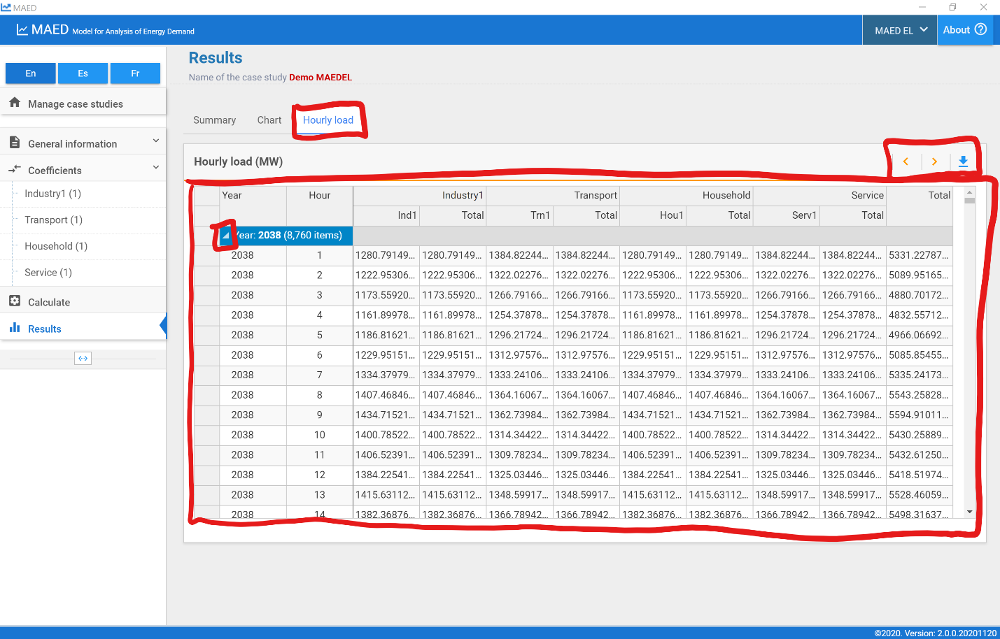 MAED
MAED Model for Analysis of Energy Demand
MAED EL
About
En Es Fr
Manage case studies
General information
Coefficients
Industry1 (1)
Transport (1)
Household (1)
Service (1)
Calculate
Results
Results
Name of the case study Demo MAEDEL
Summary Chart Hourly load
Hourly load (MW)
Year Hour Industry1 Transport Household Service Total
Ind1 Total Trn1 Total Hou1 Total Serv1 Total
Year: 2038 (8,760 items)
2038 1 1280.79149... 1280.79149... 1384.82244... 1384.82244... 1280.79149... 1280.79149... 1384.82244... 1384.82244... 5331.22787...
2038 2 1222.95306... 1222.95306... 1322.02276... 1322.02276... 1222.95306... 1222.95306... 1322.02276... 1322.02276... 5089.95165...
2038 3 1173.55920... 1173.55920... 1266.79166... 1266.79166... 1173.55920... 1173.55920... 1266.79166... 1266.79166... 4880.70172...
2038 4 1161.89978... 1161.89978... 1254.37878... 1254.37878... 1161.89978... 1161.89978... 1254.37878... 1254.37878... 4832.55712...
2038 5 1186.81621... 1186.81621... 1296.21724... 1296.21724... 1186.81621... 1186.81621... 1296.21724... 1296.21724... 4966.06692...
2038 6 1229.95151... 1229.95151... 1312.97576... 1312.97576... 1229.95151... 1229.95151... 1312.97576... 1312.97576... 5085.85455...
2038 7 1334.37979... 1334.37979... 1333.24106... 1333.24106... 1334.37979... 1334.37979... 1333.24106... 1333.24106... 5335.24173...
2038 8 1407.46846... 1407.46846... 1364.16067... 1364.16067... 1407.46846... 1407.46846... 1364.16067... 1364.16067... 5543.25828...
2038 9 1434.71521... 1434.71521... 1362.73984... 1362.73984... 1434.71521... 1434.71521... 1362.73984... 1362.73984... 5594.91011...
2038 10 1400.78522... 1400.78522... 1314.34422... 1314.34422... 1400.78522... 1400.78522... 1314.34422... 1314.34422... 5430.25889...
2038 11 1406.52391... 1406.52391... 1309.78234... 1309.78234... 1406.52391... 1406.52391... 1309.78234... 1309.78234... 5432.61250...
2038 12 1384.22541... 1384.22541... 1325.03446... 1325.03446... 1384.22541... 1384.22541... 1325.03446... 1325.03446... 5418.51974...
2038 13 1415.63112... 1415.63112... 1348.59917... 1348.59917... 1415.63112... 1415.63112... 1348.59917... 1348.59917... 5528.46059...
2038 14 1382.36876... 1382.36876... 1366.78942... 1366.78942... 1382.36876... 1382.36876... 1366.78942... 1366.78942... 5498.31637...
©2020. Version: 2.0.0.20201120